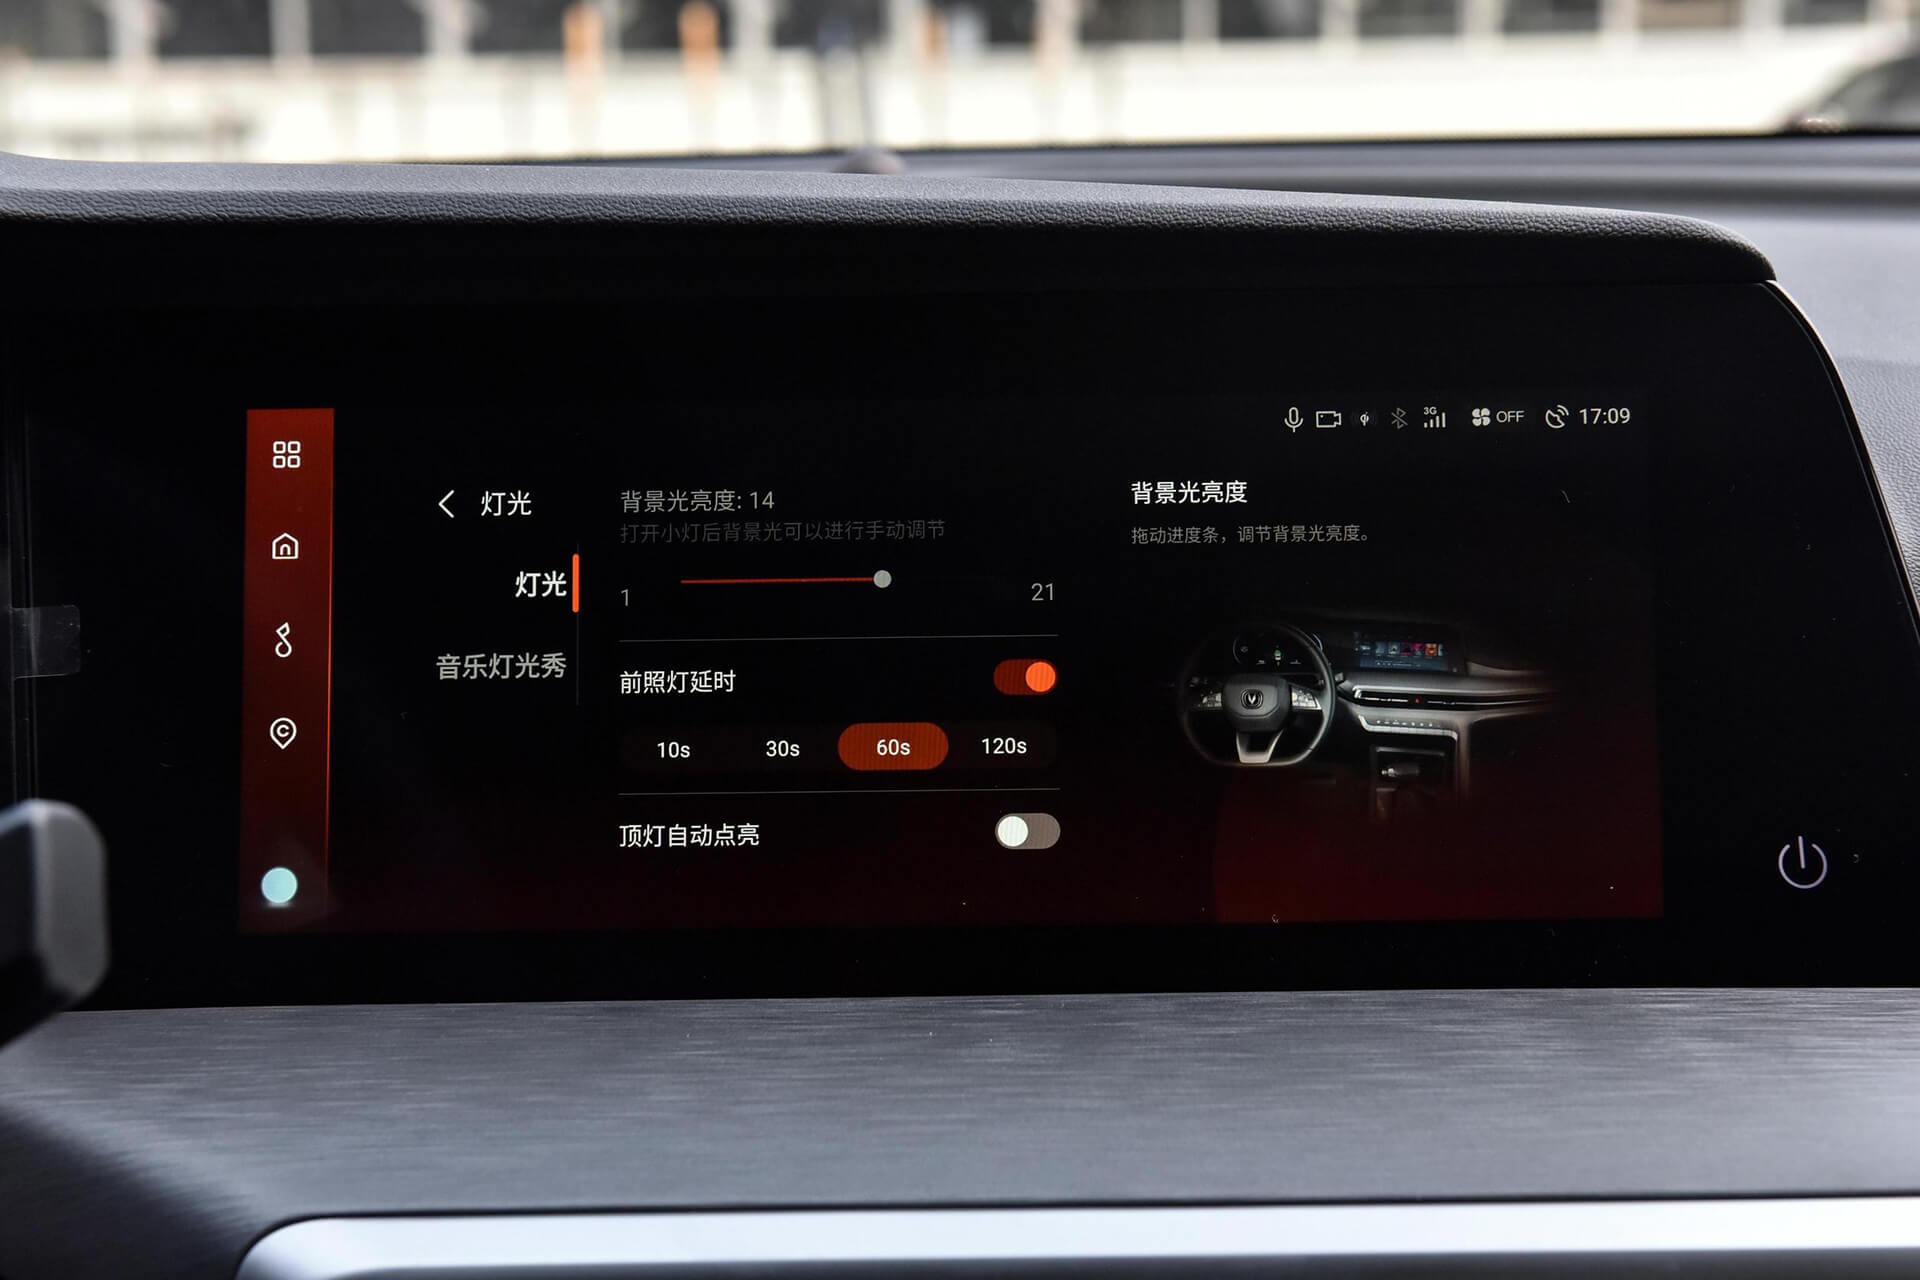 3G
OFF
17:09
灯光
灯光
音乐灯光秀
背景光亮度: 14
打开小灯后背景光可以进行手动调节
1
21
前照灯延时
10s
30s
60s
120s
顶灯自动点亮
背景光亮度
拖动进度条，调节背景光亮度。